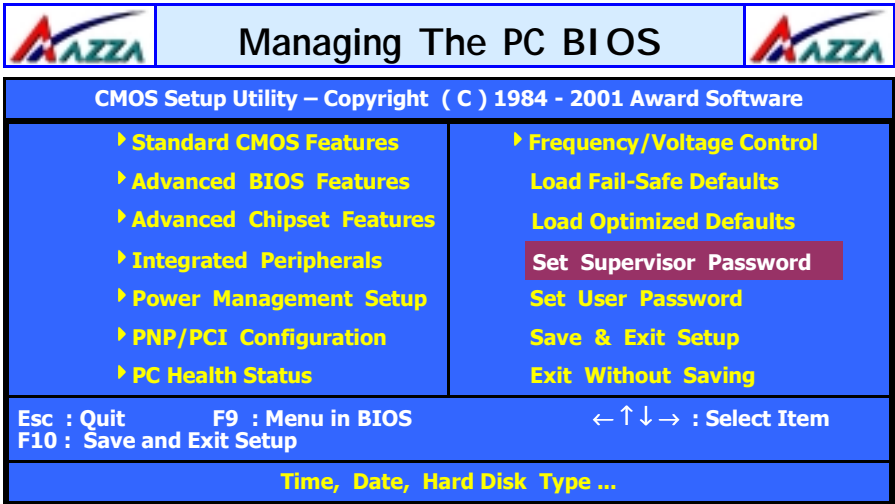 AZZA
Managing The PC BIOS
AZZA
CMOS Setup Utility – Copyright ( C ) 1984 - 2001 Award Software
Standard CMOS Features
Advanced BIOS Features
Advanced Chipset Features
Integrated Peripherals
Power Management Setup
PNP/PCI Configuration
PC Health Status
Frequency/Voltage Control
Load Fail-Safe Defaults
Load Optimized Defaults
Set Supervisor Password
Set User Password
Save & Exit Setup
Exit Without Saving
Esc : Quit F9 : Menu in BIOS ←↑↓→ : Select Item
F10 : Save and Exit Setup
Time, Date, Hard Disk Type ...